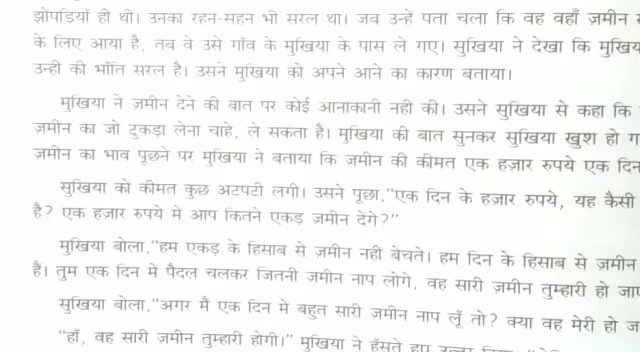 झोपड़ियाँ ही थी। उनका रहन-सहन भी सरल था। जब उन्हे पता चला कि वह वहाँ ज़मीन
के लिए आया है, तब वे उसे गाँव के मुखिया के पास ले गए। सुखिया ने देखा कि
उन्ही की भाँति सरल है। उसने मुखिया को अपने आने का कारण बताया।
मुखिया ने ज़मीन देने की बात पर कोई आनाकानी नही की। उसने सुखिया से कहा कि
ज़मीन का जो टुकड़ा लेना चाहे, ले सकता है। मुखिया की बात सुनकर सुखिया खुश हो
ज़मीन का भाव पूछने पर मुखिया ने बताया कि ज़मीन की कीमत एक हज़ार रुपये एक दिन
सुखिया को कीमत कुछ अटपटी लगी। उसने पूछा,"एक दिन के हज़ार रुपये, यह कैसी
है? एक हज़ार रुपये मे आप कितने एकड़ ज़मीन देगे?"
मुखिया बोला,"हम एकड़ के हिसाब से ज़मीन नही बेचते। हम दिन के हिसाब से ज़मीन
है। तुम एक दिन मे पैदल चलकर जितनी ज़मीन नाप लोगे, वह सारी ज़मीन तुम्हारी हो
सुखिया बोला,"अगर मै एक दिन मे बहुत सारी ज़मीन नाप लूँ तो? क्या वह मेरी हो
"हाँ, वह सारी ज़मीन तुम्हारी होगी।" मुखिया ने हँसते हुए